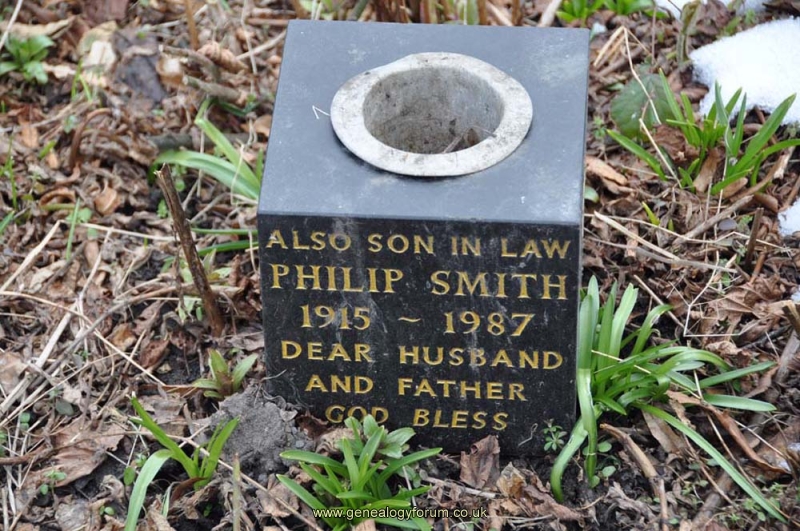 ALSO SON IN LAW
PHILIP SMITH
1915 ~ 1987
DEAR HUSBAND
AND FATHER
GOD BLESS
www.genealogyforum.co.uk